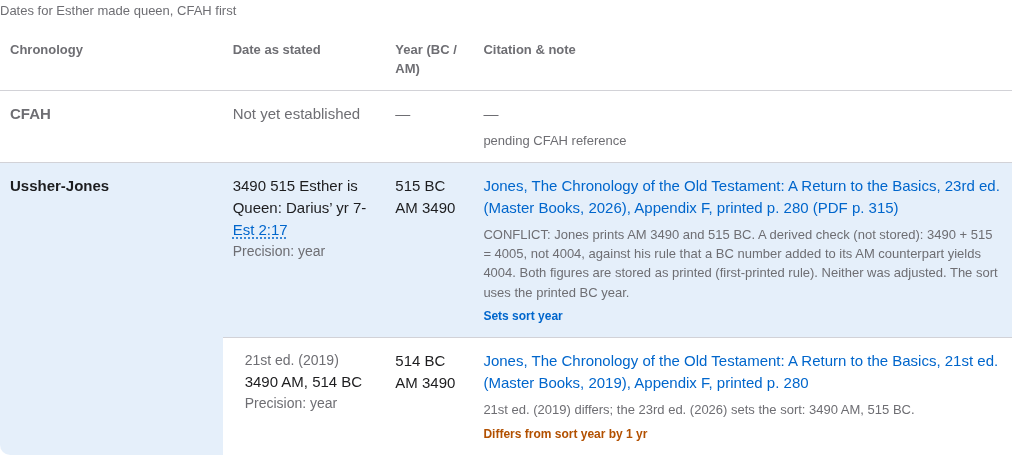 Dates for Esther made queen, CFAH first
Chronology
Date as stated
Year (BC /
AM)
Citation & note
CFAH
Not yet established
—
—
pending CFAH reference
Ussher-Jones
3490 515 Esther is
Queen: Darius’ yr 7-
Est 2:17
Precision: year
515 BC
AM 3490
Jones, The Chronology of the Old Testament: A Return to the Basics, 23rd ed.
(Master Books, 2026), Appendix F, printed p. 280 (PDF p. 315)
CONFLICT: Jones prints AM 3490 and 515 BC. A derived check (not stored): 3490 + 515
= 4005, not 4004, against his rule that a BC number added to its AM counterpart yields
4004. Both figures are stored as printed (first-printed rule). Neither was adjusted. The sort
uses the printed BC year.
Sets sort year
21st ed. (2019)
3490 AM, 514 BC
Precision: year
514 BC
AM 3490
Jones, The Chronology of the Old Testament: A Return to the Basics, 21st ed.
(Master Books, 2019), Appendix F, printed p. 280
21st ed. (2019) differs; the 23rd ed. (2026) sets the sort: 3490 AM, 515 BC.
Differs from sort year by 1 yr